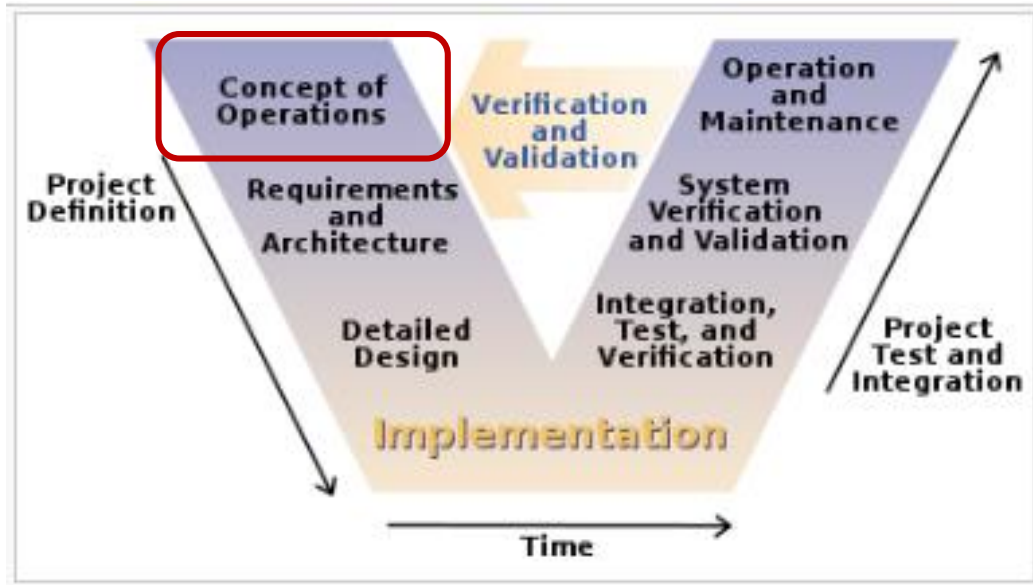 Concept of
Operations
Verification
and
Validation
Operation
and
Maintenance
Project
Definition
Requirements
and
Architecture
System
Verification
and Validation
Detailed
Design
Integration,
Test, and
Verification
Project
Test and
Integration
Implementation
Time